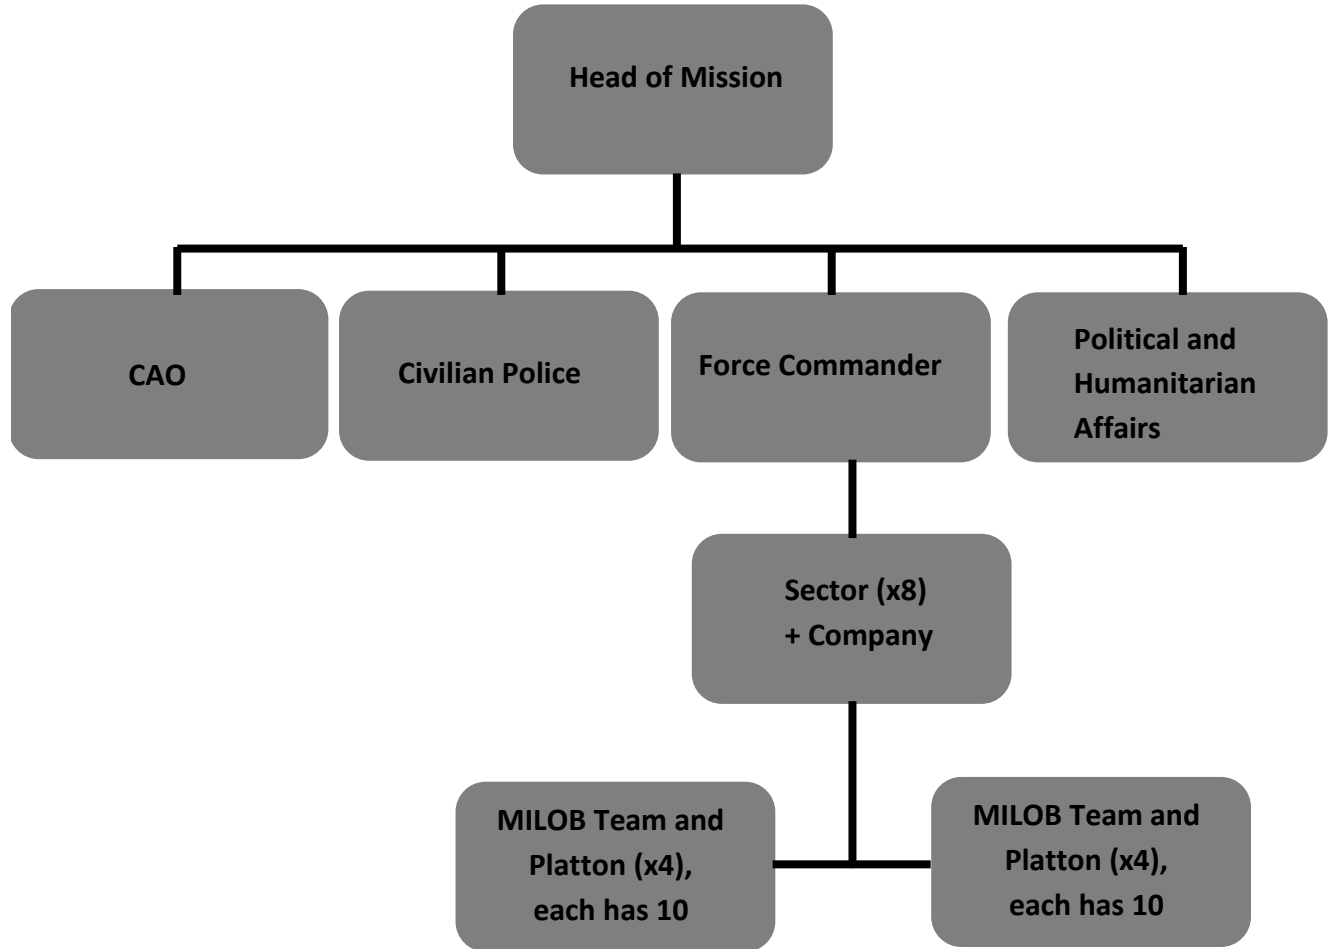 Head of Mission
CAO
Civilian Police
Force Commander
Political and
Humanitarian
Affairs
Sector (x8)
+ Company
MILOB Team and
Platton (x4),
each has 10
MILOB Team and
Platton (x4),
each has 10